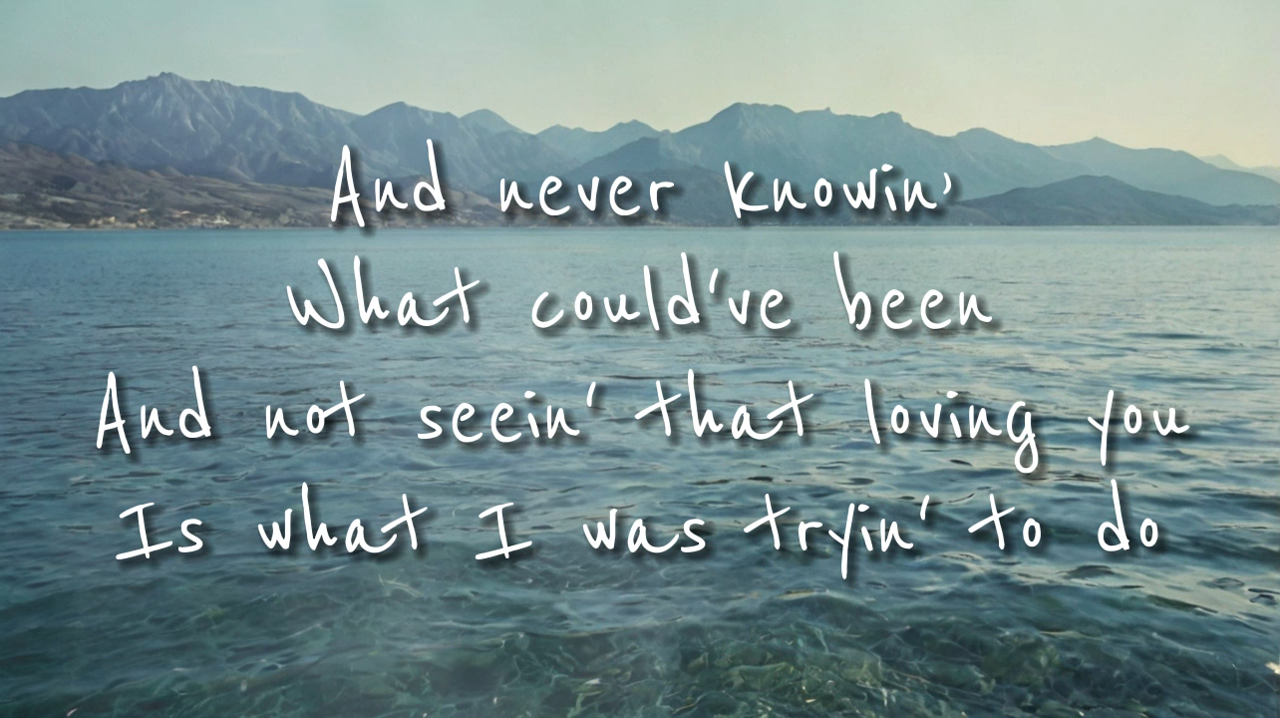 And never knowin'
What could've been
And not seein' that loving you
Is what I was tryin' to do